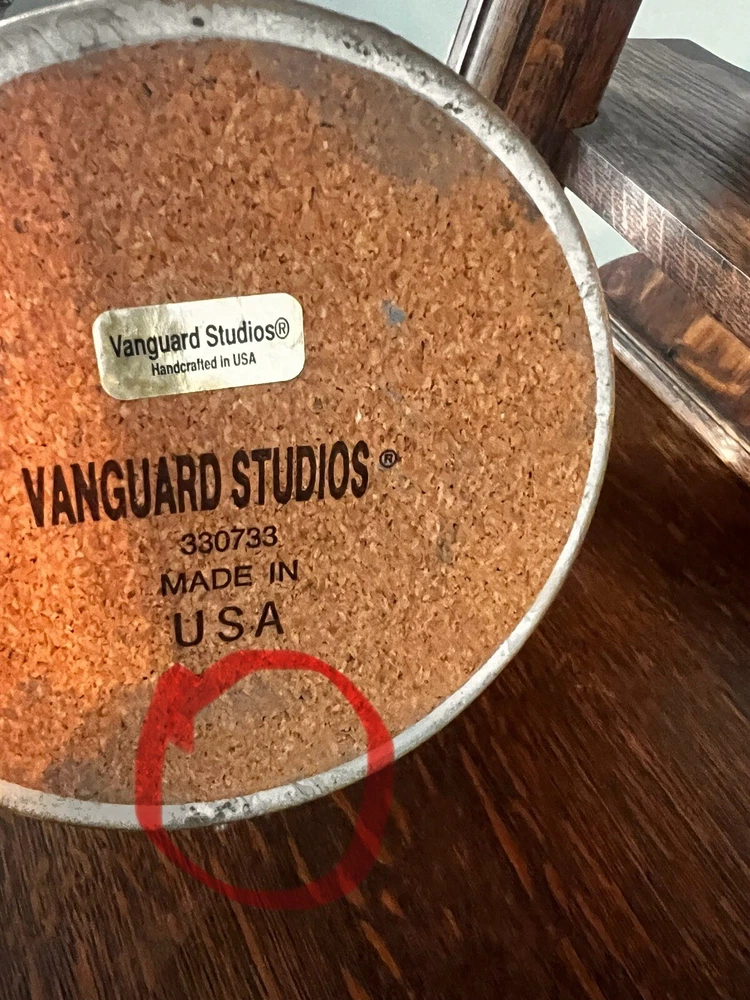 Vanguard Studios®
Handcrafted in USA
VANGUARD STUDIOS®
330733
MADE IN
USA